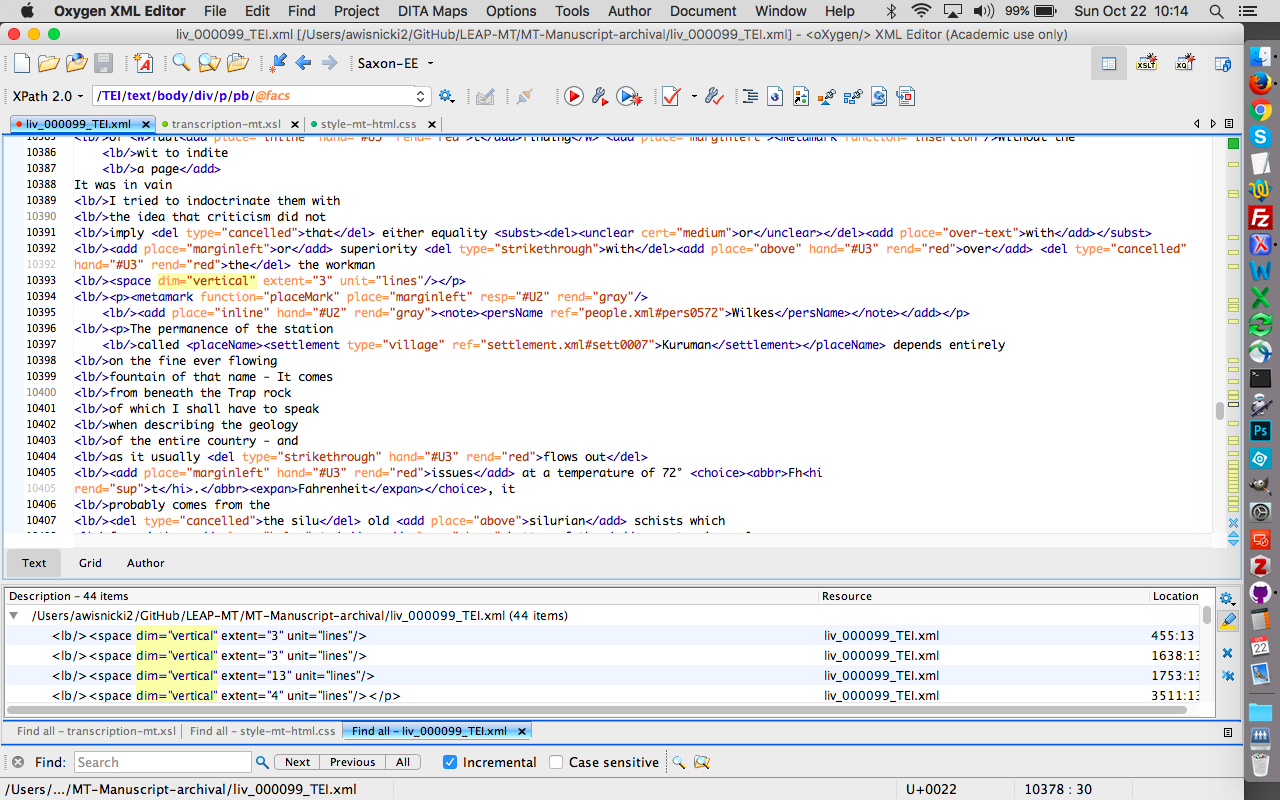 Oxygen XML Editor File Edit Find Project DITA Maps Options Tools Author Document Window Help 99% Sun Oct 22 10:14
liv_000099_TEI.xml [/Users/awisnicki2/GitHub/LEAP-MT/MT-Manuscript-archival/liv_000099_TEI.xml] - <oXygen/> XML Editor (Academic use only)
Saxon-EE
XSLT XQ
XPath 2.0 /TEI/text/body/div/p/pb/@facs
liv_000099_TEI.xml transcription-mt.xsl style-mt-html.css
10386 <lb/>wit to indite
10387 <lb/>a page</add>
10388 It was in vain
10389 <lb/>I tried to indoctrinate them with
10390 <lb/>the idea that criticism did not
10391 <lb/>imply <del type="cancelled">that</del> either equality <subst><del><unclear cert="medium">or</unclear></del><add place="over-text">with</add></subst>
10392 <lb/><add place="marginleft">or</add> superiority <del type="strikethrough">with</del><add place="above" hand="#U3" rend="red">over</add> <del type="cancelled"
10392 hand="#U3" rend="red">the</del> the workman
10393 <lb/><space dim="vertical" extent="3" unit="lines"/></p>
10394 <lb/><p><metamark function="placeMark" place="marginleft" resp="#U2" rend="gray"/>
10395 <lb/><add place="inline" hand="#U2" rend="gray"><note><persName ref="people.xml#pers0572">Wilkes</persName></note></add></p>
10396 <lb/><p>The permanence of the station
10397 <lb/>called <placeName><settlement type="village" ref="settlement.xml#sett0007">Kuruman</settlement></placeName> depends entirely
10398 <lb/>on the fine ever flowing
10399 <lb/>fountain of that name - It comes
10400 <lb/>from beneath the Trap rock
10401 <lb/>of which I shall have to speak
10402 <lb/>when describing the geology
10403 <lb/>of the entire country - and
10404 <lb/>as it usually <del type="strikethrough" hand="#U3" rend="red">flows out</del>
10405 <lb/><add place="marginleft" hand="#U3" rend="red">issues</add> at a temperature of 72° <choice><abbr>Fh<hi
10405 rend="sup">t</hi>.</abbr><expan>Fahrenheit</expan></choice>, it
10406 <lb/>probably comes from the
10407 <lb/><del type="cancelled">the silu</del> old <add place="above">silurian</add> schists which
Text Grid Author
Description - 44 items Resource Location
/Users/awisnicki2/GitHub/LEAP-MT/MT-Manuscript-archival/liv_000099_TEI.xml (44 items)
<lb/><space dim="vertical" extent="3" unit="lines"/> liv_000099_TEI.xml 455:13
<lb/><space dim="vertical" extent="3" unit="lines"/> liv_000099_TEI.xml 1638:13
<lb/><space dim="vertical" extent="13" unit="lines"/> liv_000099_TEI.xml 1753:13
<lb/><space dim="vertical" extent="4" unit="lines"/></p> liv_000099_TEI.xml 3511:13
Find all - transcription-mt.xsl Find all - style-mt-html.css Find all - liv_000099_TEI.xml
Find: Search Next Previous All Incremental Case sensitive
/Users/.../MT-Manuscript-archival/liv_000099_TEI.xml U+0022 10378 : 30